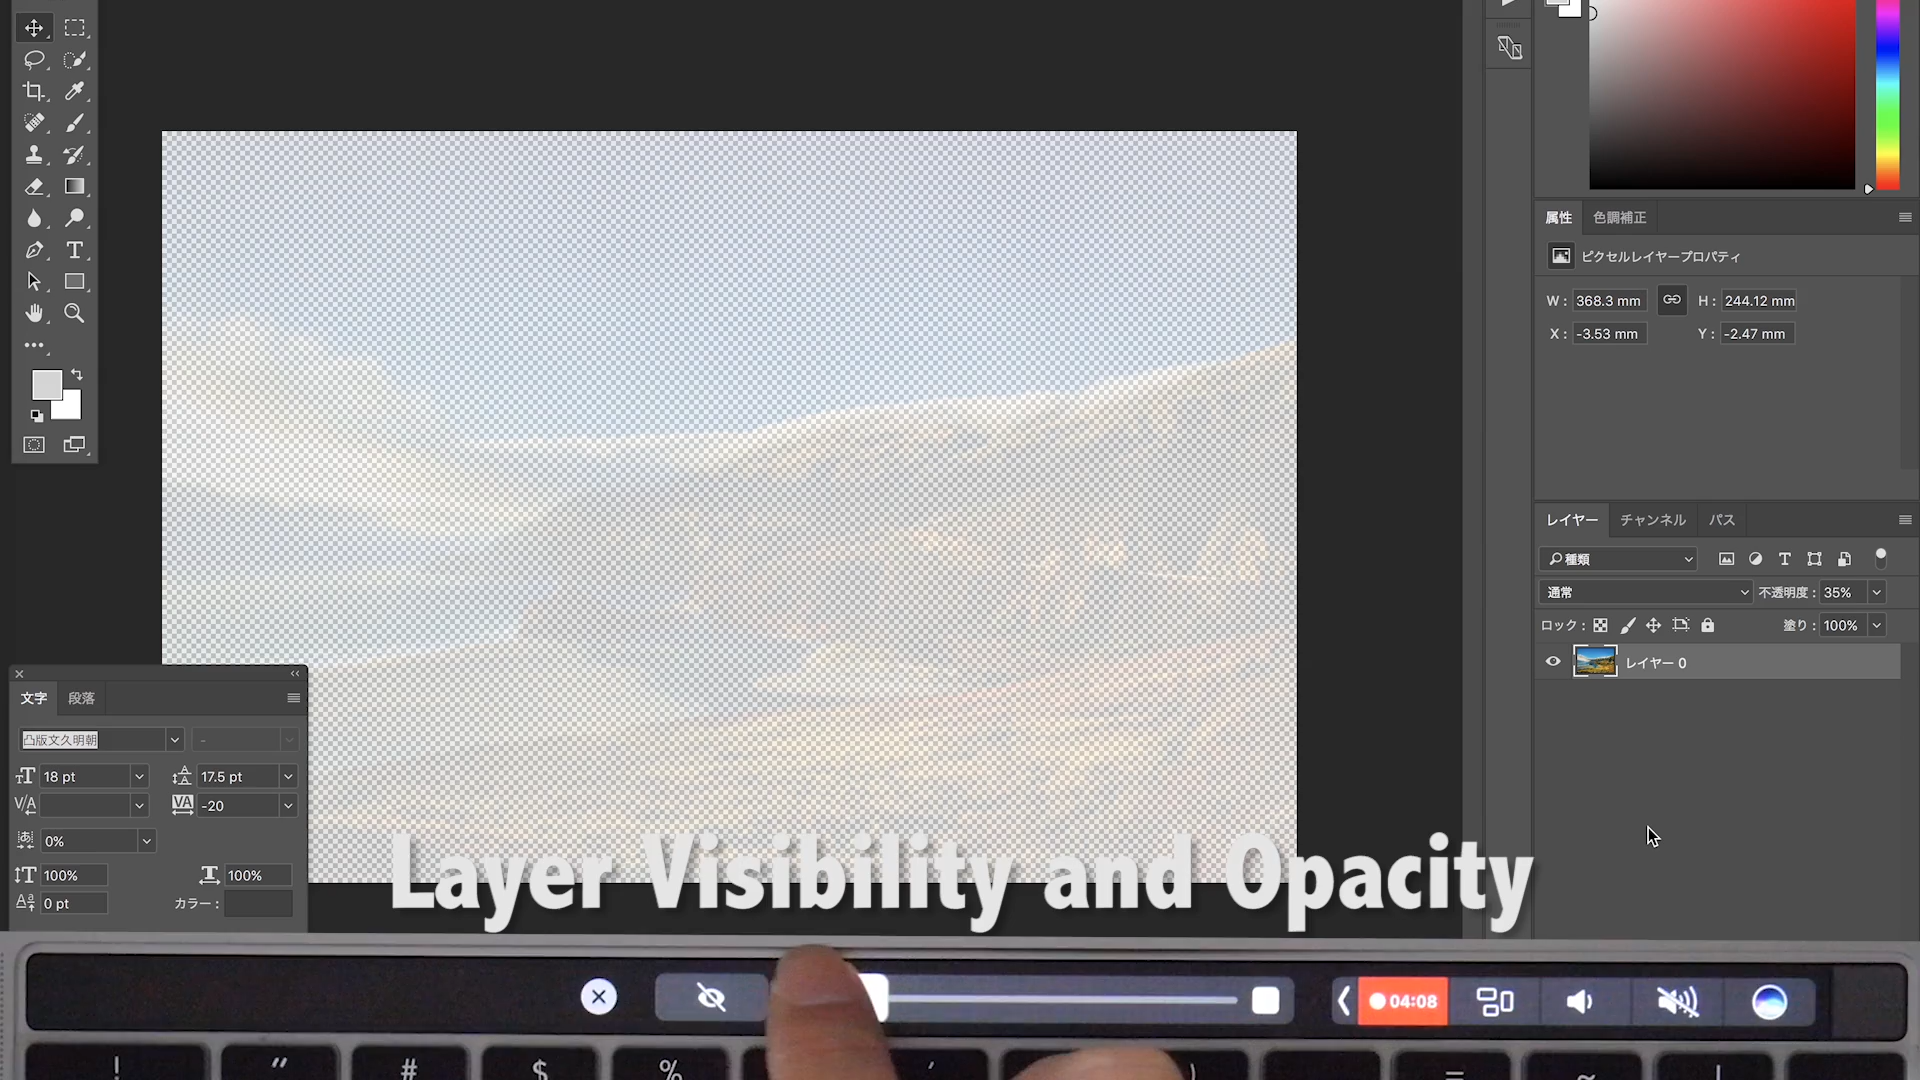 属性 色調補正
ピクセルレイヤープロパティ
W : 368.3 mm H : 244.12 mm
X : -3.53 mm Y : -2.47 mm
レイヤー チャンネル パス
種類
通常 不透明度 : 35%
ロック : 塗り : 100%
レイヤー 0
文字 段落
凸版文久明朝 -
18 pt 17.5 pt
V/A VA -20
0%
100% 100%
0 pt カラー :
Layer Visibility and Opacity
04:08
! " # $ % ' ) = ~ |